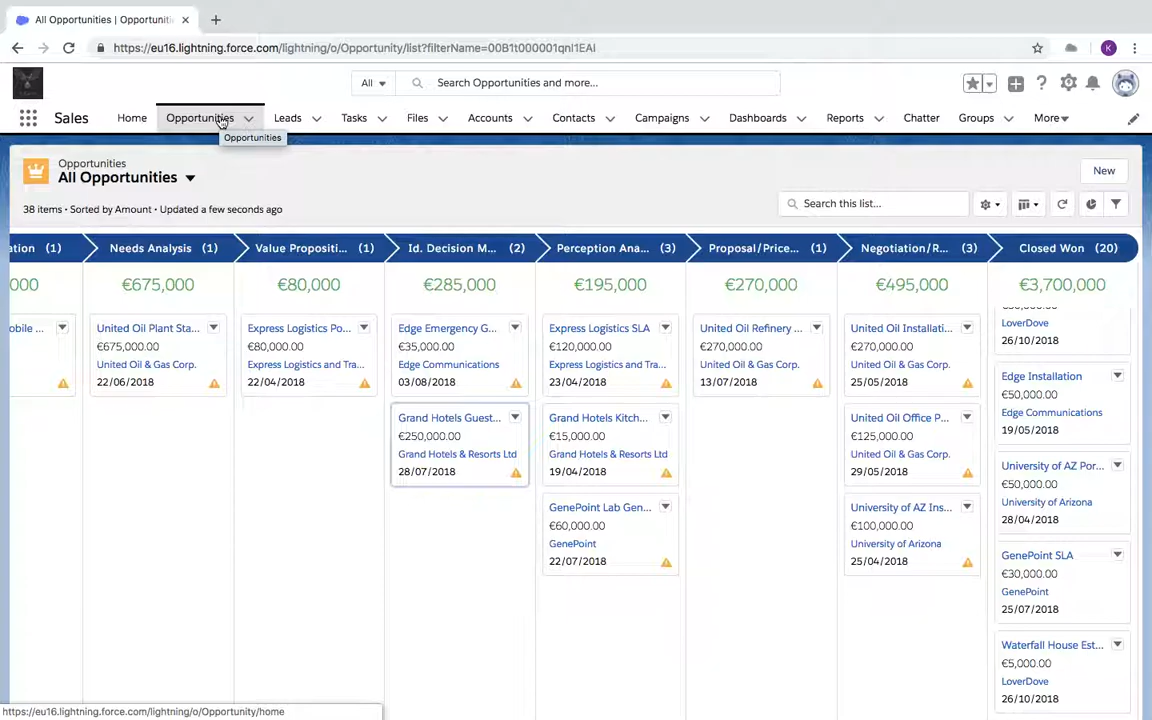 All Opportunities | Opportuniti
https://eu16.lightning.force.com/lightning/o/Opportunity/list?filterName=00B1t000001qnI1EAI
K
All
Search Opportunities and more...
Sales
Home
Opportunities
Leads
Tasks
Files
Accounts
Contacts
Campaigns
Dashboards
Reports
Chatter
Groups
More
Opportunities
Opportunities
All Opportunities
New
38 items • Sorted by Amount • Updated a few seconds ago
Search this list...
ation (1)
Needs Analysis (1)
Value Propositi... (1)
Id. Decision M... (2)
Perception Ana... (3)
Proposal/Price... (1)
Negotiation/R... (3)
Closed Won (20)
000
€675,000
€80,000
€285,000
€195,000
€270,000
€495,000
€3,700,000
obile ...
United Oil Plant Sta...
€675,000.00
United Oil & Gas Corp.
22/06/2018
Express Logistics Po...
€80,000.00
Express Logistics and Tra...
22/04/2018
Edge Emergency G...
€35,000.00
Edge Communications
03/08/2018
Grand Hotels Guest...
€250,000.00
Grand Hotels & Resorts Ltd
28/07/2018
Express Logistics SLA
€120,000.00
Express Logistics and Tra...
23/04/2018
Grand Hotels Kitch...
€15,000.00
Grand Hotels & Resorts Ltd
19/04/2018
GenePoint Lab Gen...
€60,000.00
GenePoint
22/07/2018
United Oil Refinery ...
€270,000.00
United Oil & Gas Corp.
13/07/2018
United Oil Installati...
€270,000.00
United Oil & Gas Corp.
25/05/2018
United Oil Office P...
€125,000.00
United Oil & Gas Corp.
29/05/2018
University of AZ Ins...
€100,000.00
University of Arizona
25/04/2018
LoverDove
26/10/2018
Edge Installation
€50,000.00
Edge Communications
19/05/2018
University of AZ Por...
€50,000.00
University of Arizona
28/04/2018
GenePoint SLA
€30,000.00
GenePoint
25/07/2018
Waterfall House Est...
€5,000.00
LoverDove
26/10/2018
https://eu16.lightning.force.com/lightning/o/Opportunity/home